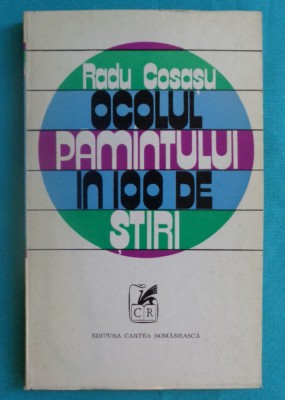 Radu Cosașu
OCOLUL
PAMINTULUI
IN 100 DE
ȘTIRI
CR
EDITURA CARTEA ROMÂNEASCĂ